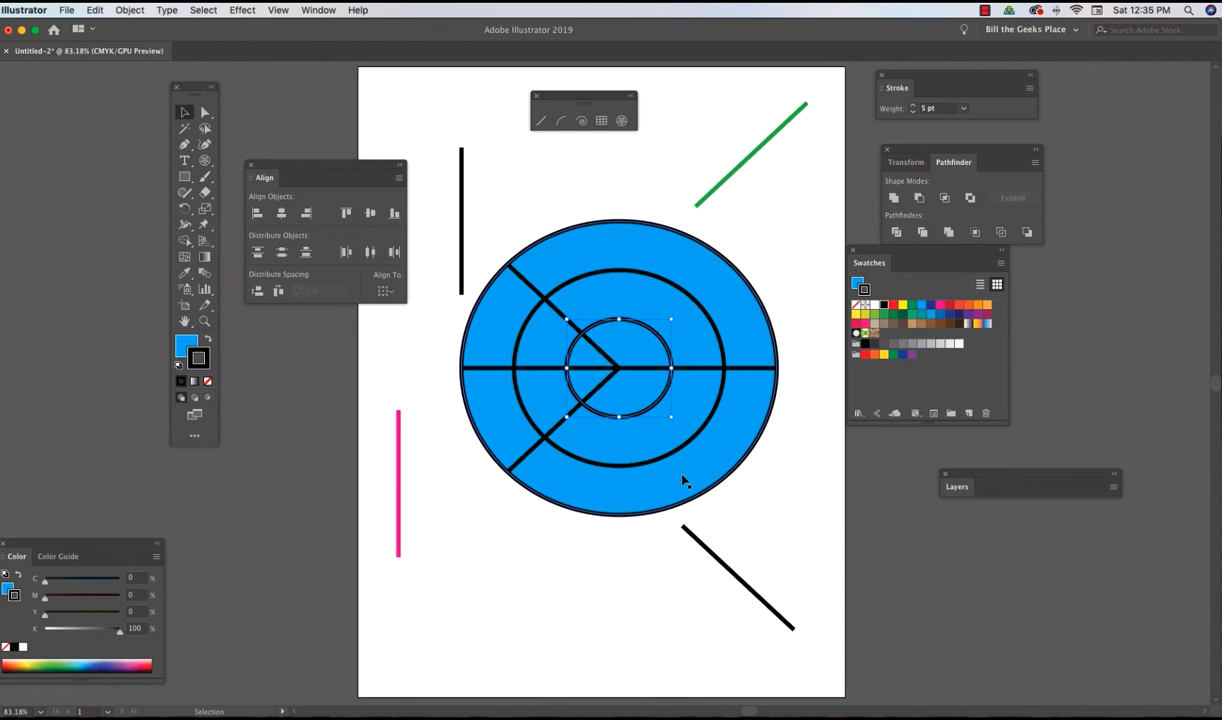 Illustrator File Edit Object Type Select Effect View Window Help Sat 12:35 PM
Adobe Illustrator 2019
Bill the Geeks Place
Search Adobe Stock
× Untitled-2* @ 83.18% (CMYK/GPU Preview)
Stroke
Weight: 5 pt
Transform Pathfinder
Shape Modes:
Expand
Pathfinders:
Align
Align Objects:
Distribute Objects:
Distribute Spacing: Align To:
Swatches
Layers
Color Color Guide
C 0 %
M 0 %
Y 0 %
K 100 %
83.18% 1 Selection